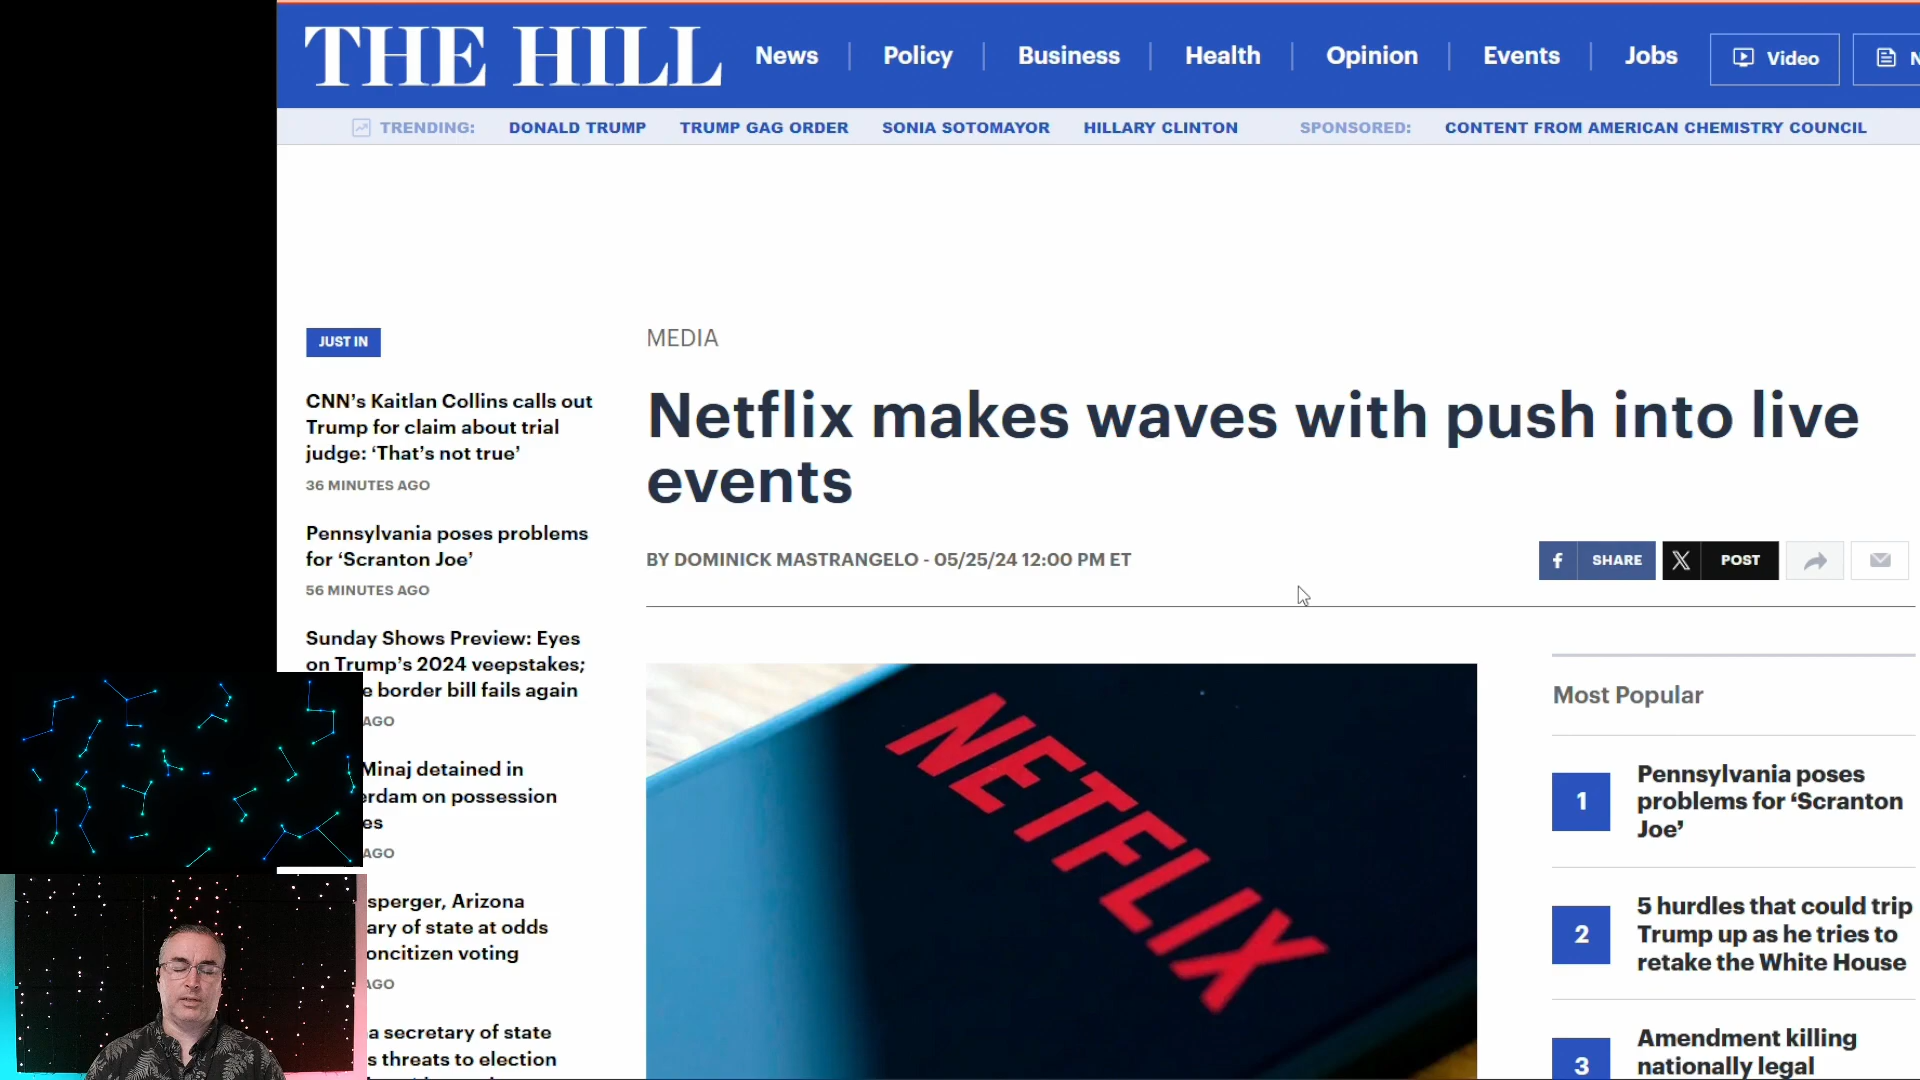 THE HILL
News
Policy
Business
Health
Opinion
Events
Jobs
Video
N
TRENDING:
DONALD TRUMP
TRUMP GAG ORDER
SONIA SOTOMAYOR
HILLARY CLINTON
SPONSORED:
CONTENT FROM AMERICAN CHEMISTRY COUNCIL
JUST IN
CNN’s Kaitlan Collins calls out
Trump for claim about trial
judge: ‘That’s not true’
36 MINUTES AGO
Pennsylvania poses problems
for ‘Scranton Joe’
56 MINUTES AGO
Sunday Shows Preview: Eyes
on Trump’s 2024 veepstakes;
e border bill fails again
AGO
Minaj detained in
erdam on possession
es
AGO
sperger, Arizona
ary of state at odds
oncitizen voting
AGO
a secretary of state
s threats to election
MEDIA
Netflix makes waves with push into live
events
BY DOMINICK MASTRANGELO - 05/25/24 12:00 PM ET
SHARE
POST
NETFLIX
Most Popular
1
Pennsylvania poses
problems for ‘Scranton
Joe’
2
5 hurdles that could trip
Trump up as he tries to
retake the White House
3
Amendment killing
nationally legal